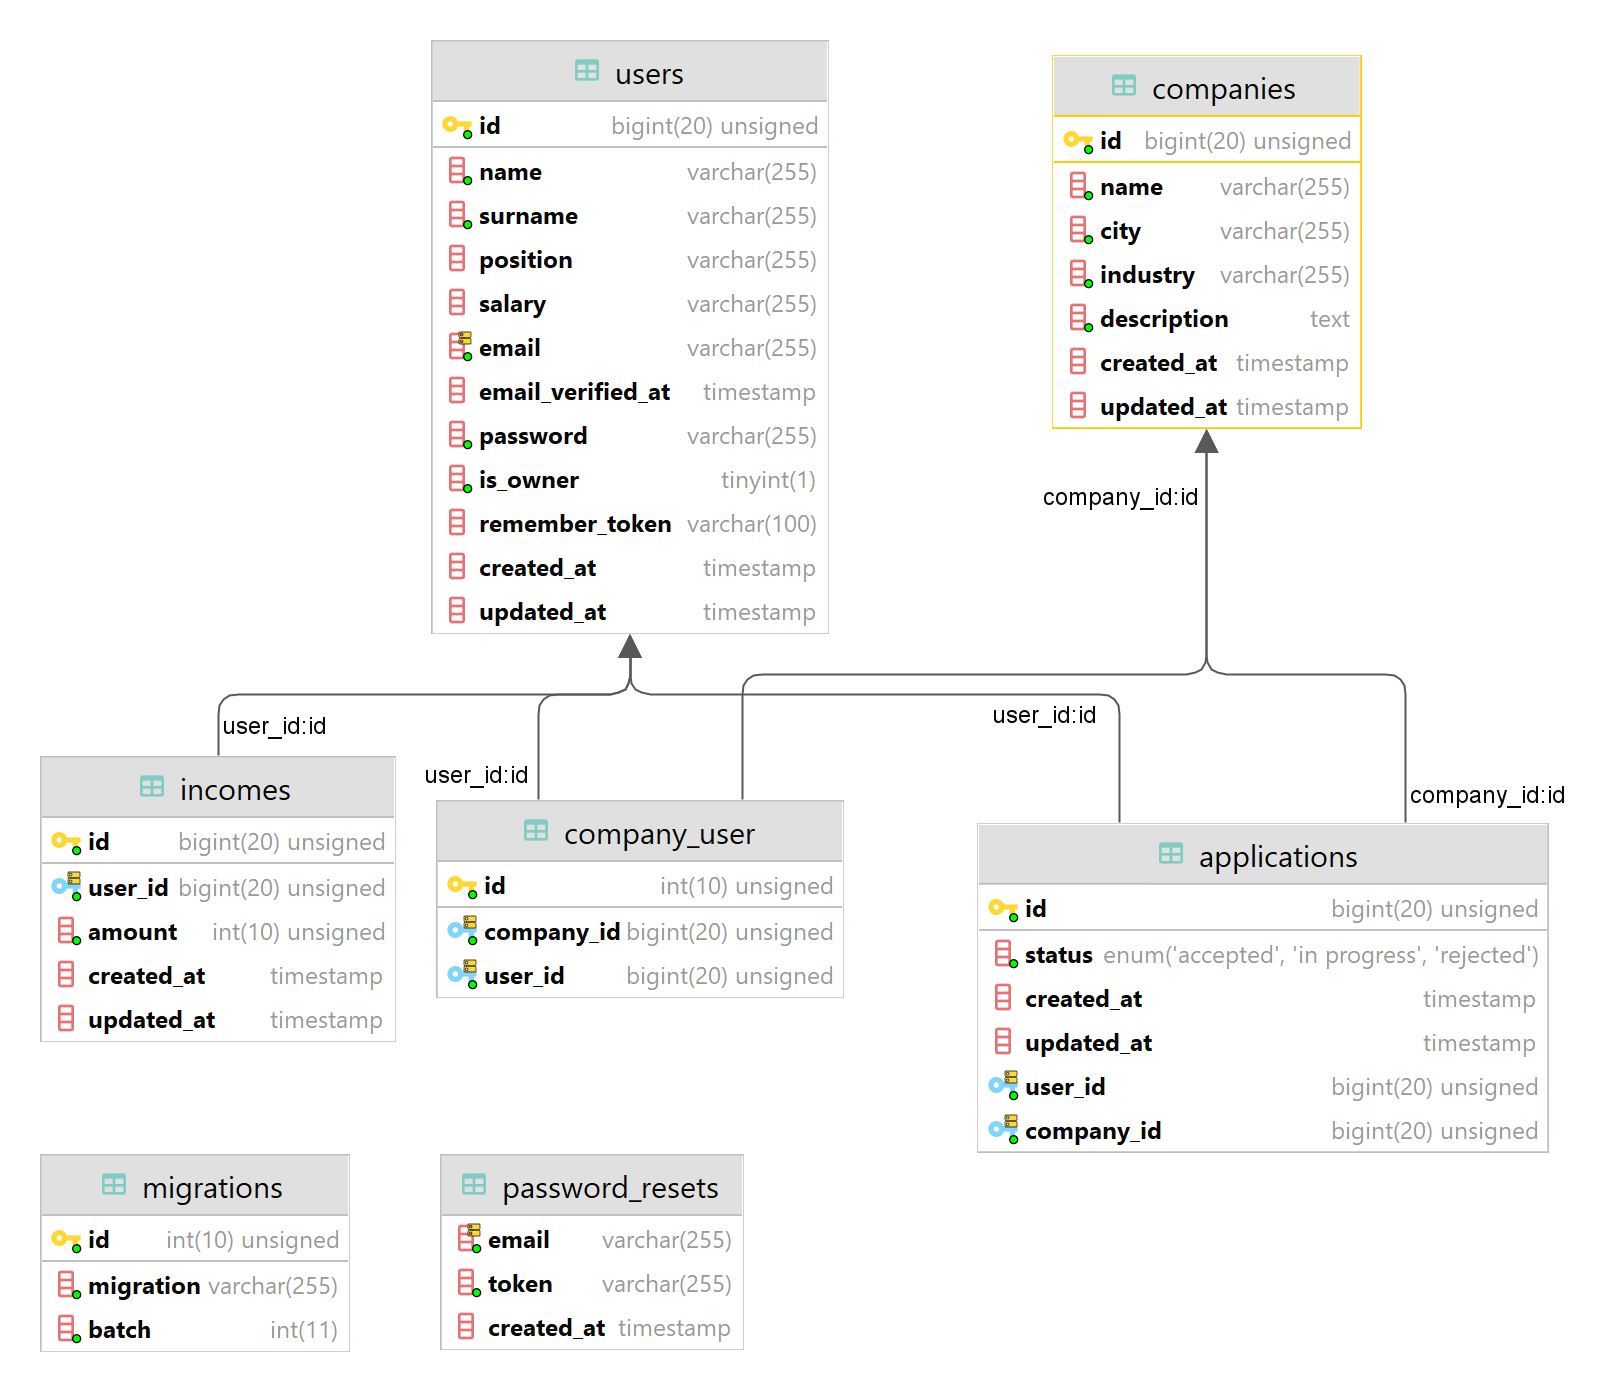 users
id bigint(20) unsigned
name varchar(255)
surname varchar(255)
position varchar(255)
salary varchar(255)
email varchar(255)
email_verified_at timestamp
password varchar(255)
is_owner tinyint(1)
remember_token varchar(100)
created_at timestamp
updated_at timestamp
companies
id bigint(20) unsigned
name varchar(255)
city varchar(255)
industry varchar(255)
description text
created_at timestamp
updated_at timestamp
company_id:id
user_id:id
user_id:id
user_id:id
company_id:id
incomes
id bigint(20) unsigned
user_id bigint(20) unsigned
amount int(10) unsigned
created_at timestamp
updated_at timestamp
company_user
id int(10) unsigned
company_id bigint(20) unsigned
user_id bigint(20) unsigned
applications
id bigint(20) unsigned
status enum('accepted', 'in progress', 'rejected')
created_at timestamp
updated_at timestamp
user_id bigint(20) unsigned
company_id bigint(20) unsigned
migrations
id int(10) unsigned
migration varchar(255)
batch int(11)
password_resets
email varchar(255)
token varchar(255)
created_at timestamp